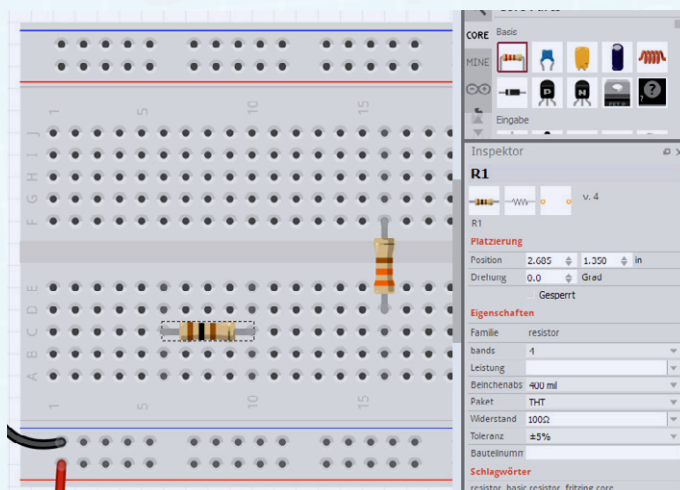 CORE
Basis
MINE
Eingabe
Inspektor
R1
v. 4
R1
Platzierung
Position 2.685 1.350 in
Drehung 0.0 Grad
Gesperrt
Eigenschaften
Familie resistor
bands 4
Leistung
Beinchenabs 400 mil
Paket THT
Widerstand 100Ω
Toleranz ±5%
Bauteilnumm
Schlagwörter
resistor, basic resistor, fritzing core
1 5 10 15
J
I
H
G
F
E
D
C
B
A
1 5 10 15